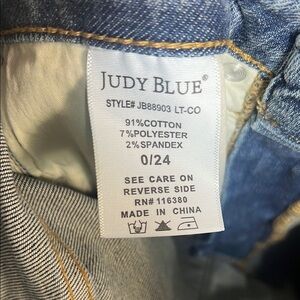 JUDY BLUE®
STYLE# JB88903 LT-CO
91%COTTON
7%POLYESTER
2%SPANDEX
0/24
SEE CARE ON
REVERSE SIDE
RN# 116380
MADE IN CHINA